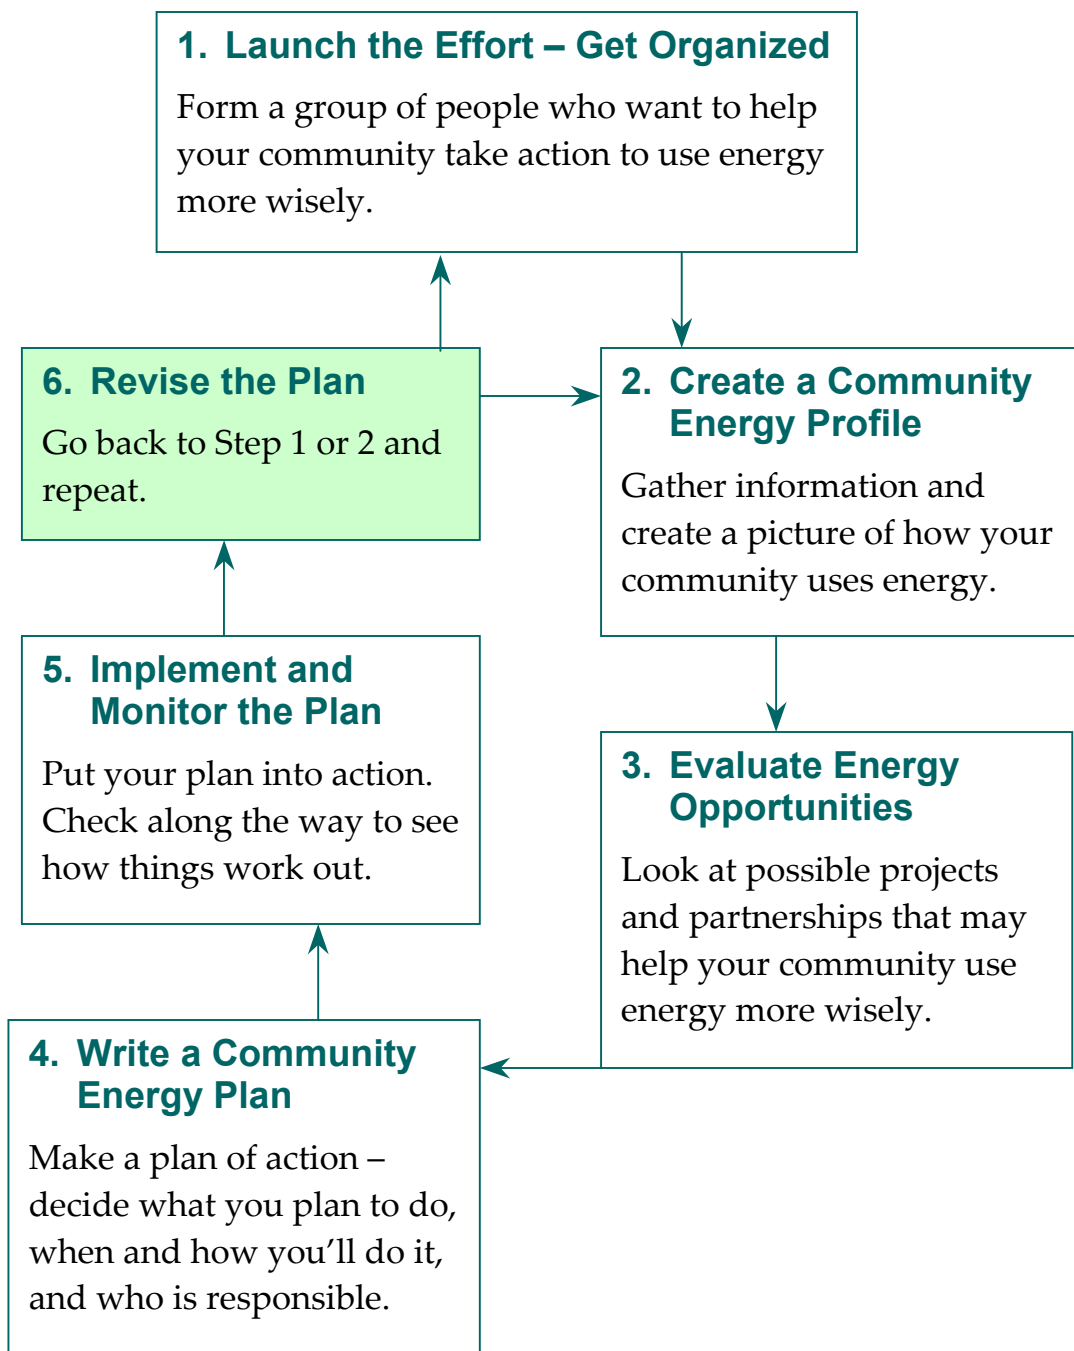 1. Launch the Effort – Get Organized
Form a group of people who want to help
your community take action to use energy
more wisely.
6. Revise the Plan
Go back to Step 1 or 2 and
repeat.
2. Create a Community
Energy Profile
Gather information and
create a picture of how your
community uses energy.
5. Implement and
Monitor the Plan
Put your plan into action.
Check along the way to see
how things work out.
3. Evaluate Energy
Opportunities
Look at possible projects
and partnerships that may
help your community use
energy more wisely.
4. Write a Community
Energy Plan
Make a plan of action –
decide what you plan to do,
when and how you’ll do it,
and who is responsible.